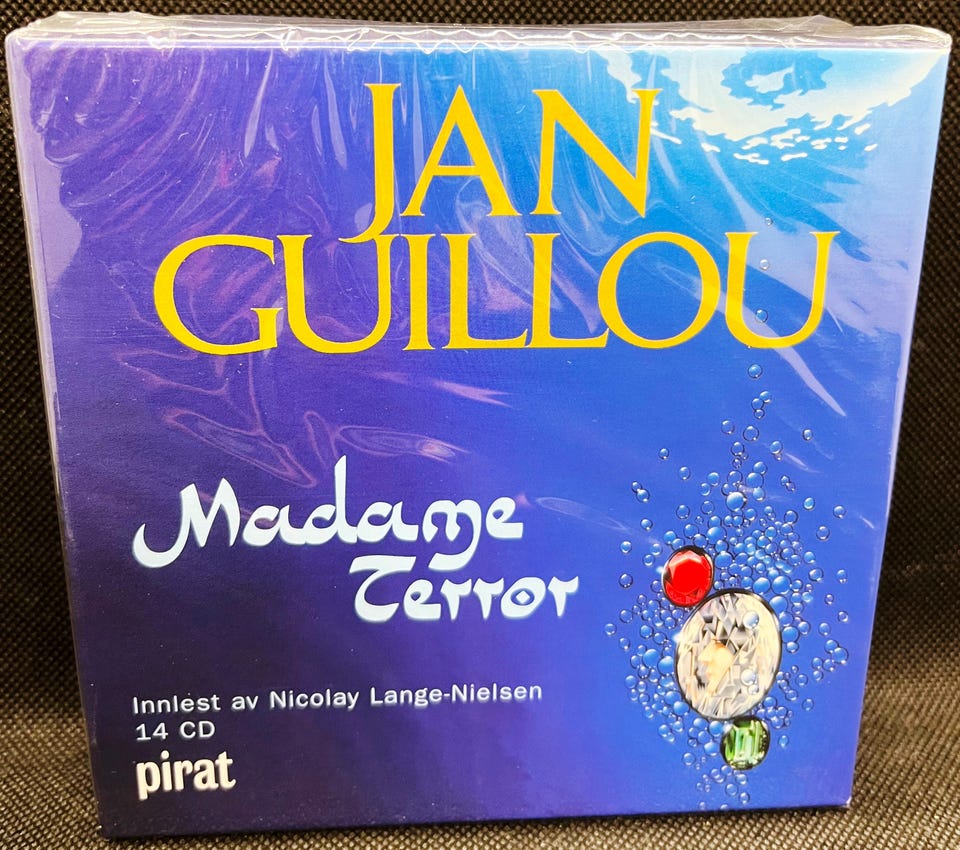 JAN
GUILLOU
Madame
Terror
Innlest av Nicolay Lange-Nielsen
14 CD
pirat